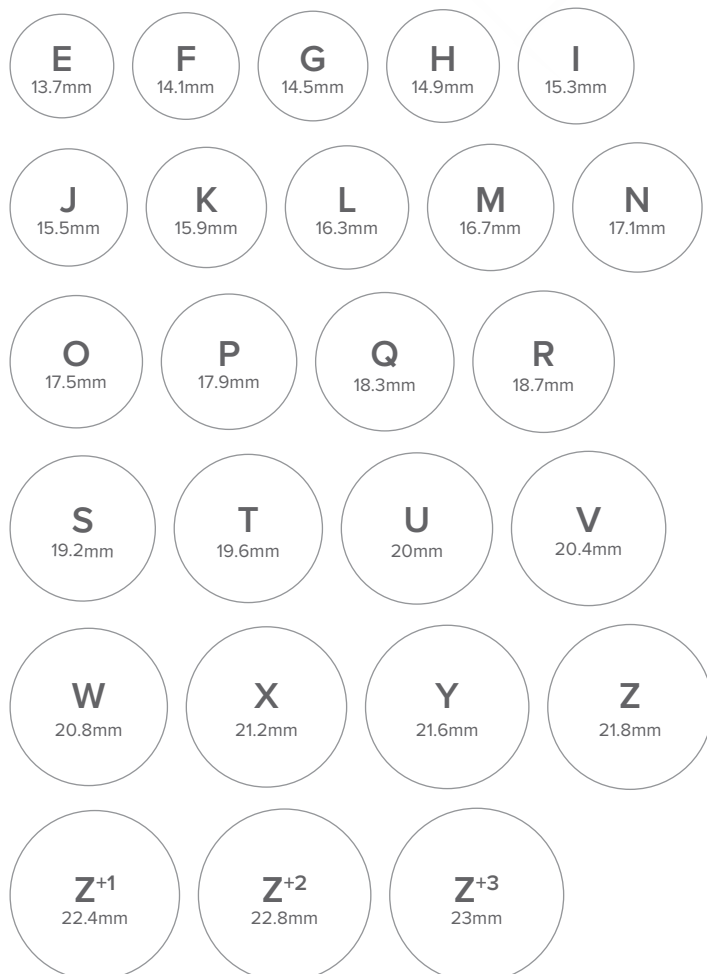 E F G H I
13.7mm 14.1mm 14.5mm 14.9mm 15.3mm
J K L M N
15.5mm 15.9mm 16.3mm 16.7mm 17.1mm
O P Q R
17.5mm 17.9mm 18.3mm 18.7mm
S T U V
19.2mm 19.6mm 20mm 20.4mm
W X Y Z
20.8mm 21.2mm 21.6mm 21.8mm
Z+1 Z+2 Z+3
22.4mm 22.8mm 23mm